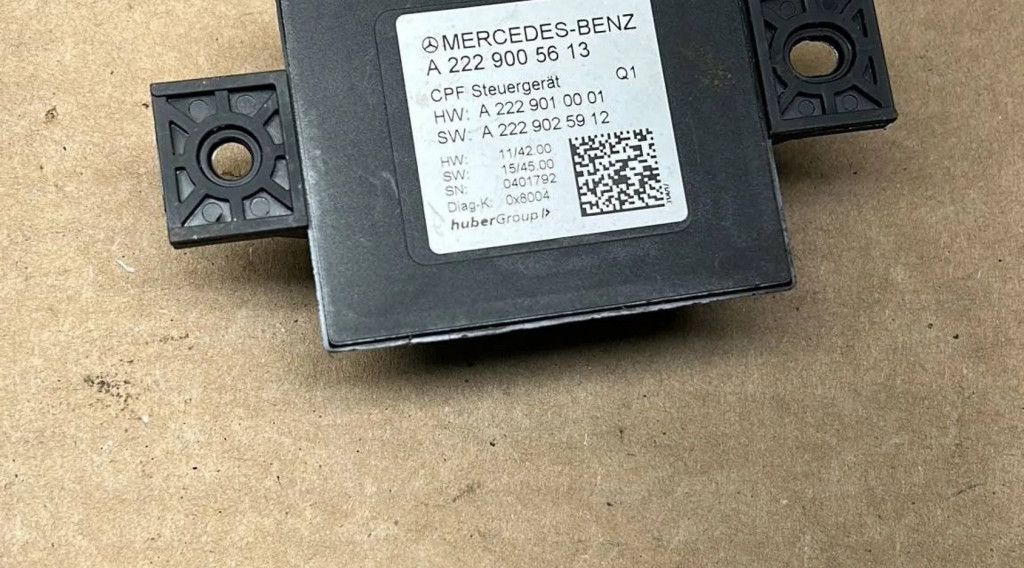 MERCEDES-BENZ
A 222 900 56 13
CPF Steuergerät Q1
HW: A 222 901 00 01
SW: A 222 902 59 12
HW: 11/42.00
SW: 15/45.00
SN: 0401792
Diag-K: 0x8004
huberGroup